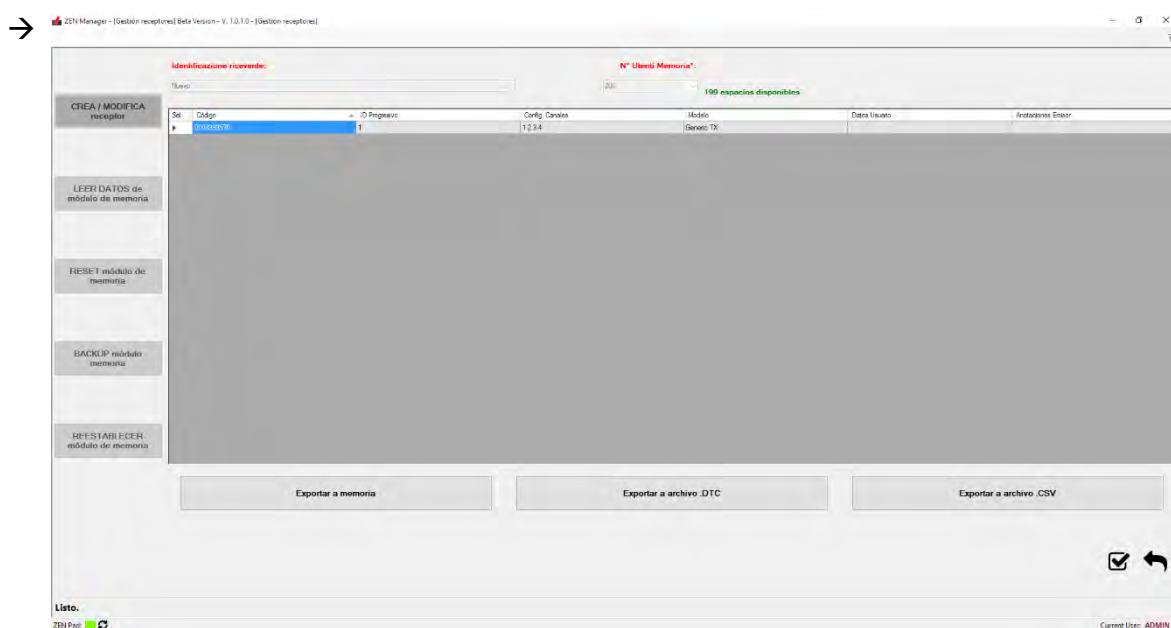 ZEN Manager - [Gestión receptores] Beta Version - V. 1.0.1.0 - [Gestión receptores]
Identificazione ricevente:
N° Utenti Memoria*:
Nuevo
200
199 espacios disponibles
CREA / MODIFICA
receptor
Sel. Código ID Progresivo Config. Canales Modelo Datos Usuario Anotaciones Emisor
1 1 2 3 4 Generic TX
LEER DATOS de
módulo de memoria
RESET módulo de
memoria
BACKUP módulo
memoria
REESTABLECER
módulo de memoria
Exportar a memoria Exportar a archivo .DTC Exportar a archivo .CSV
Listo.
ZEN Pad: Current User: ADMIN